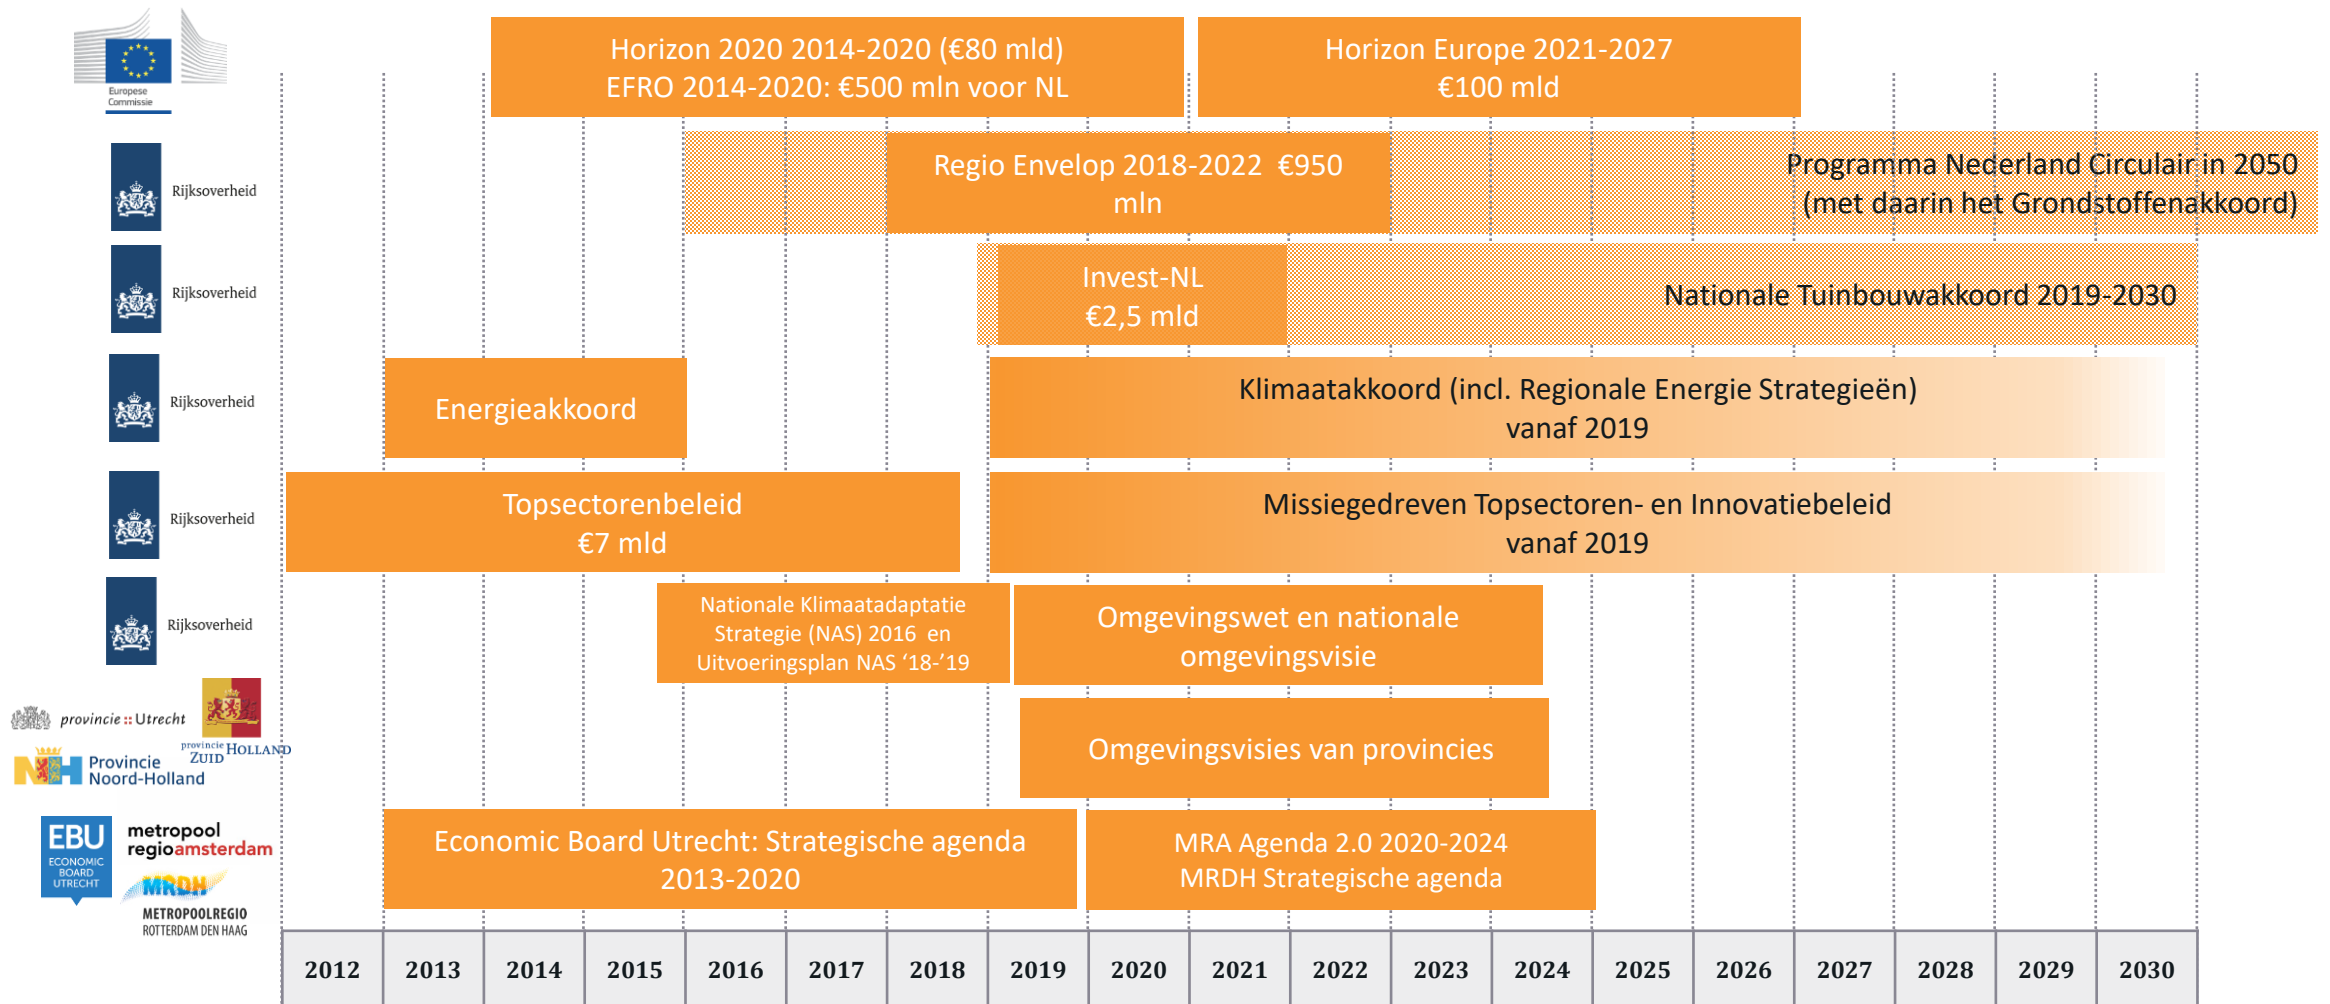 Europese
Commissie
Horizon 2020 2014-2020 (€80 mld)
EFRO 2014-2020: €500 mln voor NL
Horizon Europe 2021-2027
€100 mld
Rijksoverheid
Regio Envelop 2018-2022 €950
mln
Programma Nederland Circulair in 2050
(met daarin het Grondstoffenakkoord)
Rijksoverheid
Invest-NL
€2,5 mld
Nationale Tuinbouwakkoord 2019-2030
Rijksoverheid
Energieakkoord
Klimaatakkoord (incl. Regionale Energie Strategieën)
vanaf 2019
Rijksoverheid
Topsectorenbeleid
€7 mld
Missiegedreven Topsectoren- en Innovatiebeleid
vanaf 2019
Rijksoverheid
Nationale Klimaatadaptatie
Strategie (NAS) 2016 en
Uitvoeringsplan NAS ‘18-’19
Omgevingswet en nationale
omgevingsvisie
provincie :: Utrecht
provincie HOLLAND
ZUID
NH Provincie
Noord-Holland
Omgevingsvisies van provincies
EBU
ECONOMIC
BOARD
UTRECHT
metropool
regioamsterdam
MRDH
METROPOOLREGIO
ROTTERDAM DEN HAAG
Economic Board Utrecht: Strategische agenda
2013-2020
MRA Agenda 2.0 2020-2024
MRDH Strategische agenda
2012 2013 2014 2015 2016 2017 2018 2019 2020 2021 2022 2023 2024 2025 2026 2027 2028 2029 2030